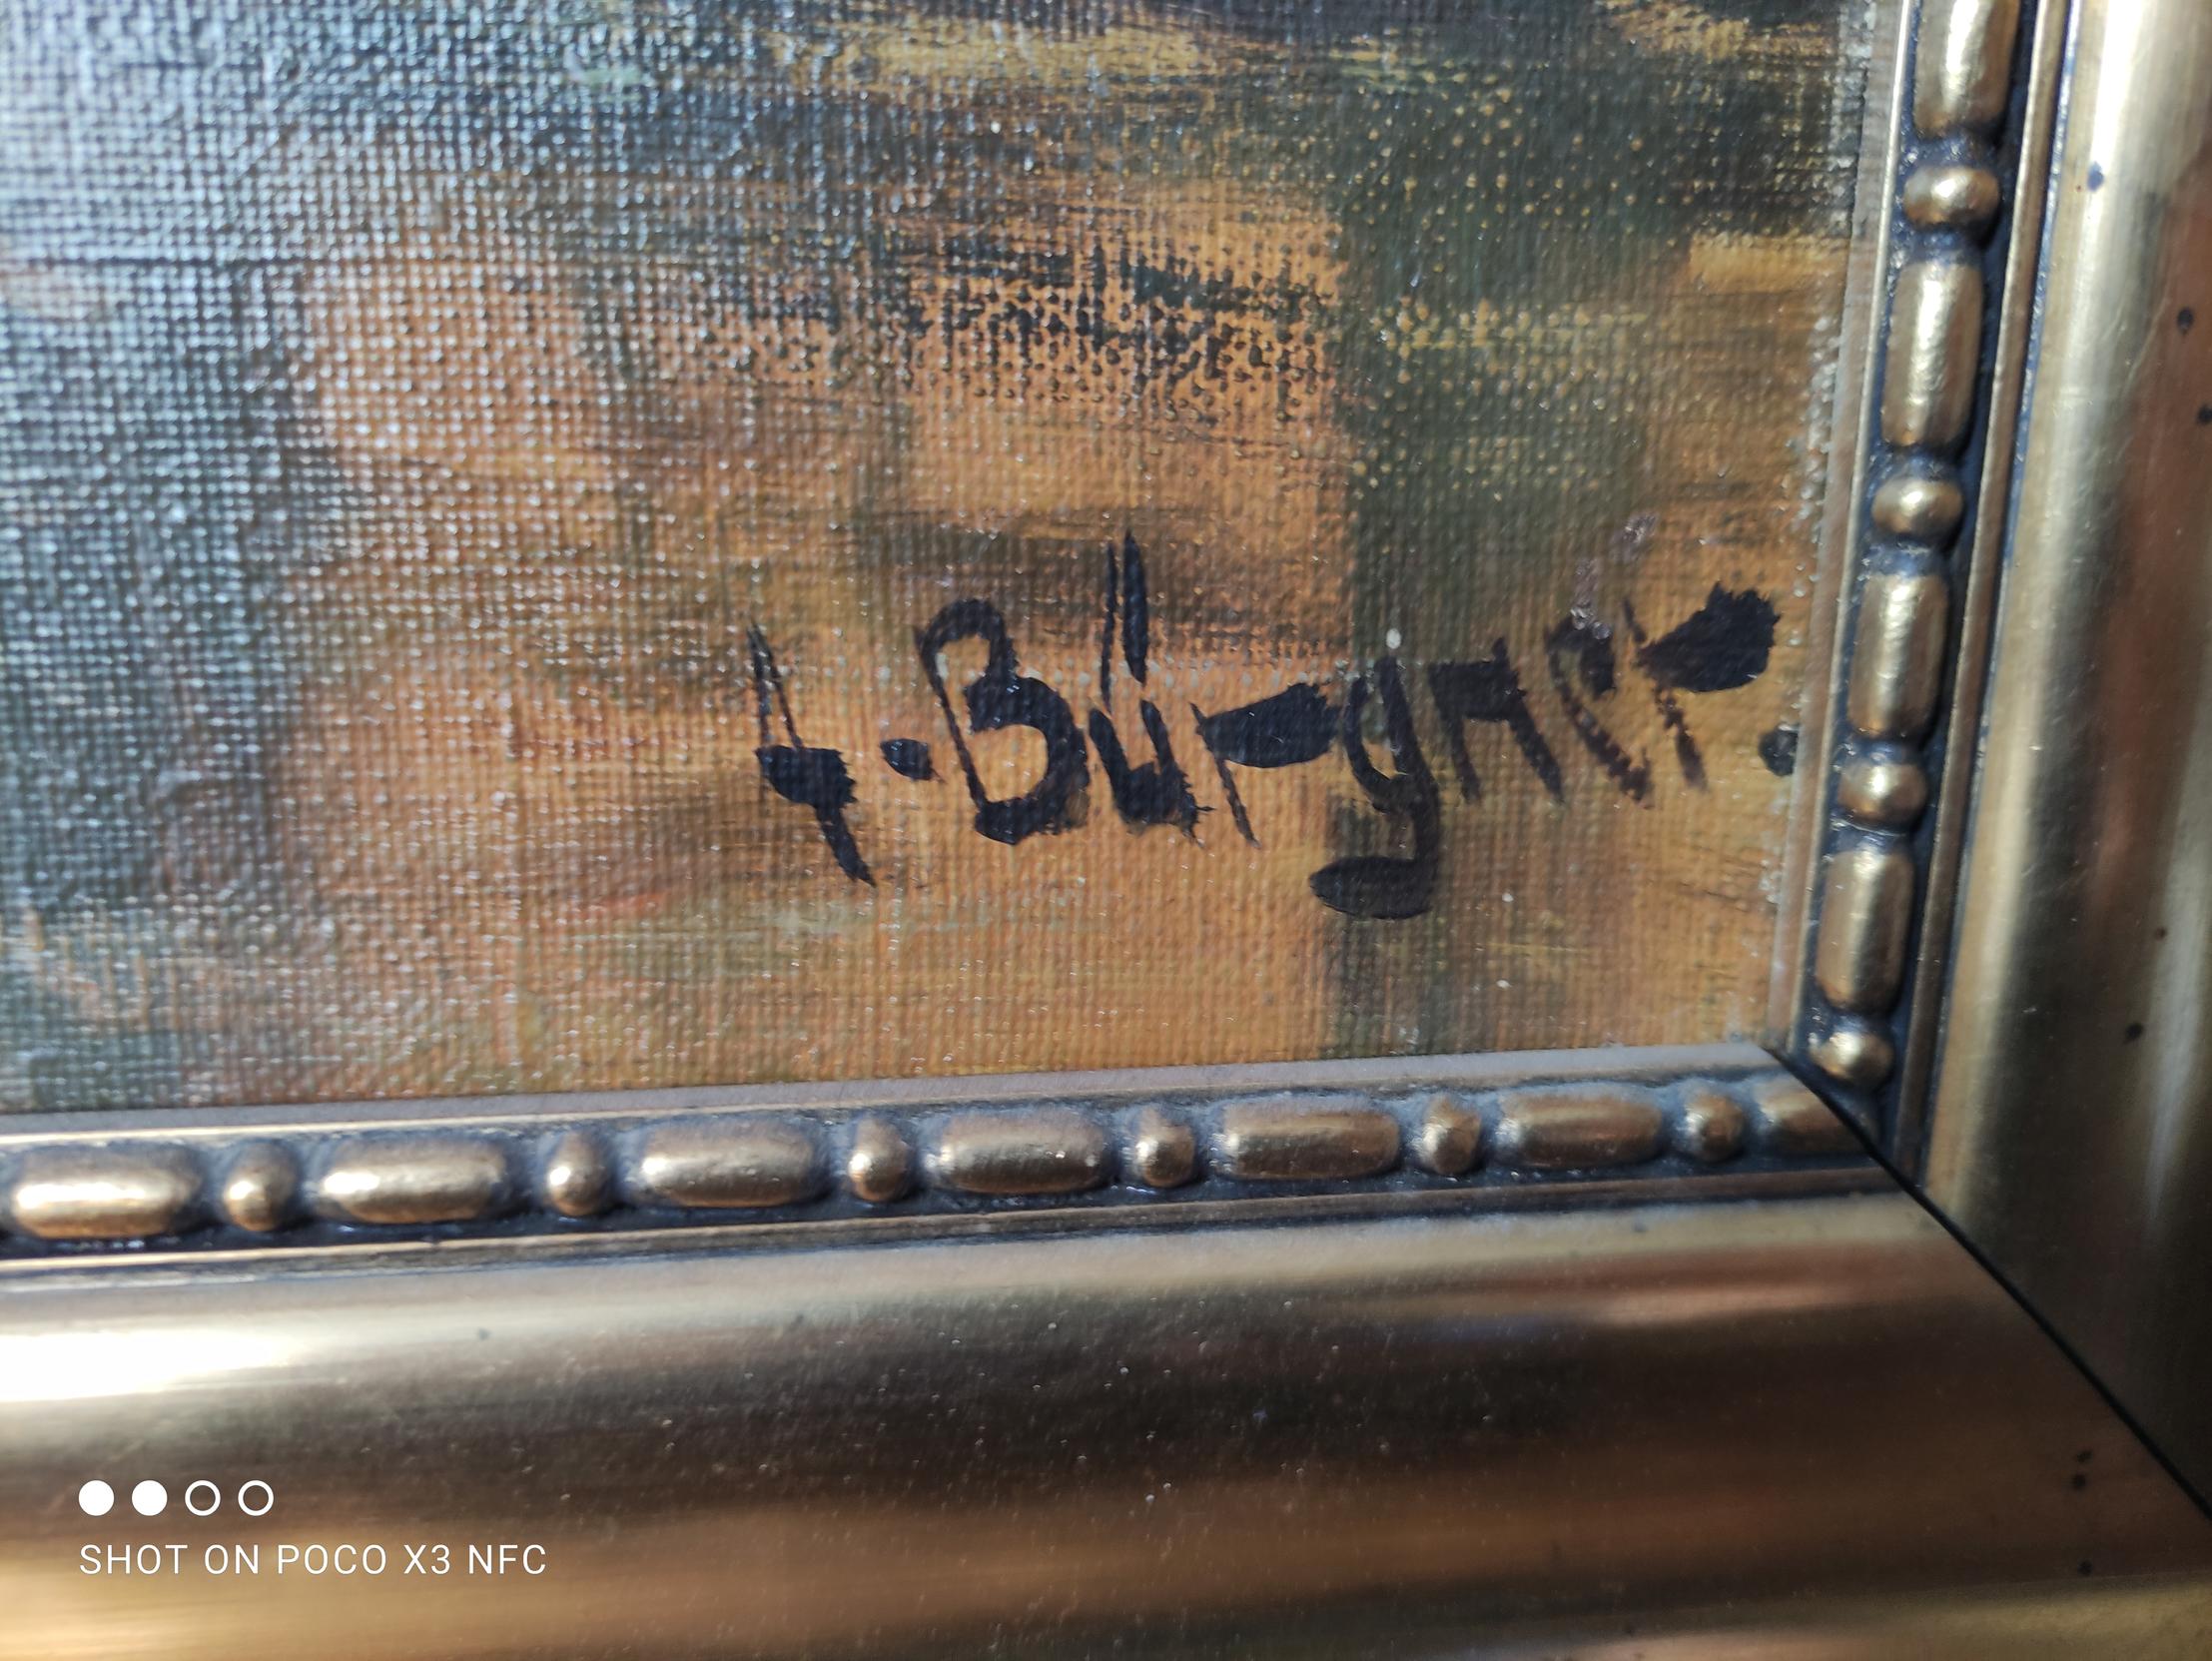 Bürgner.
SHOT ON POCO X3 NFC